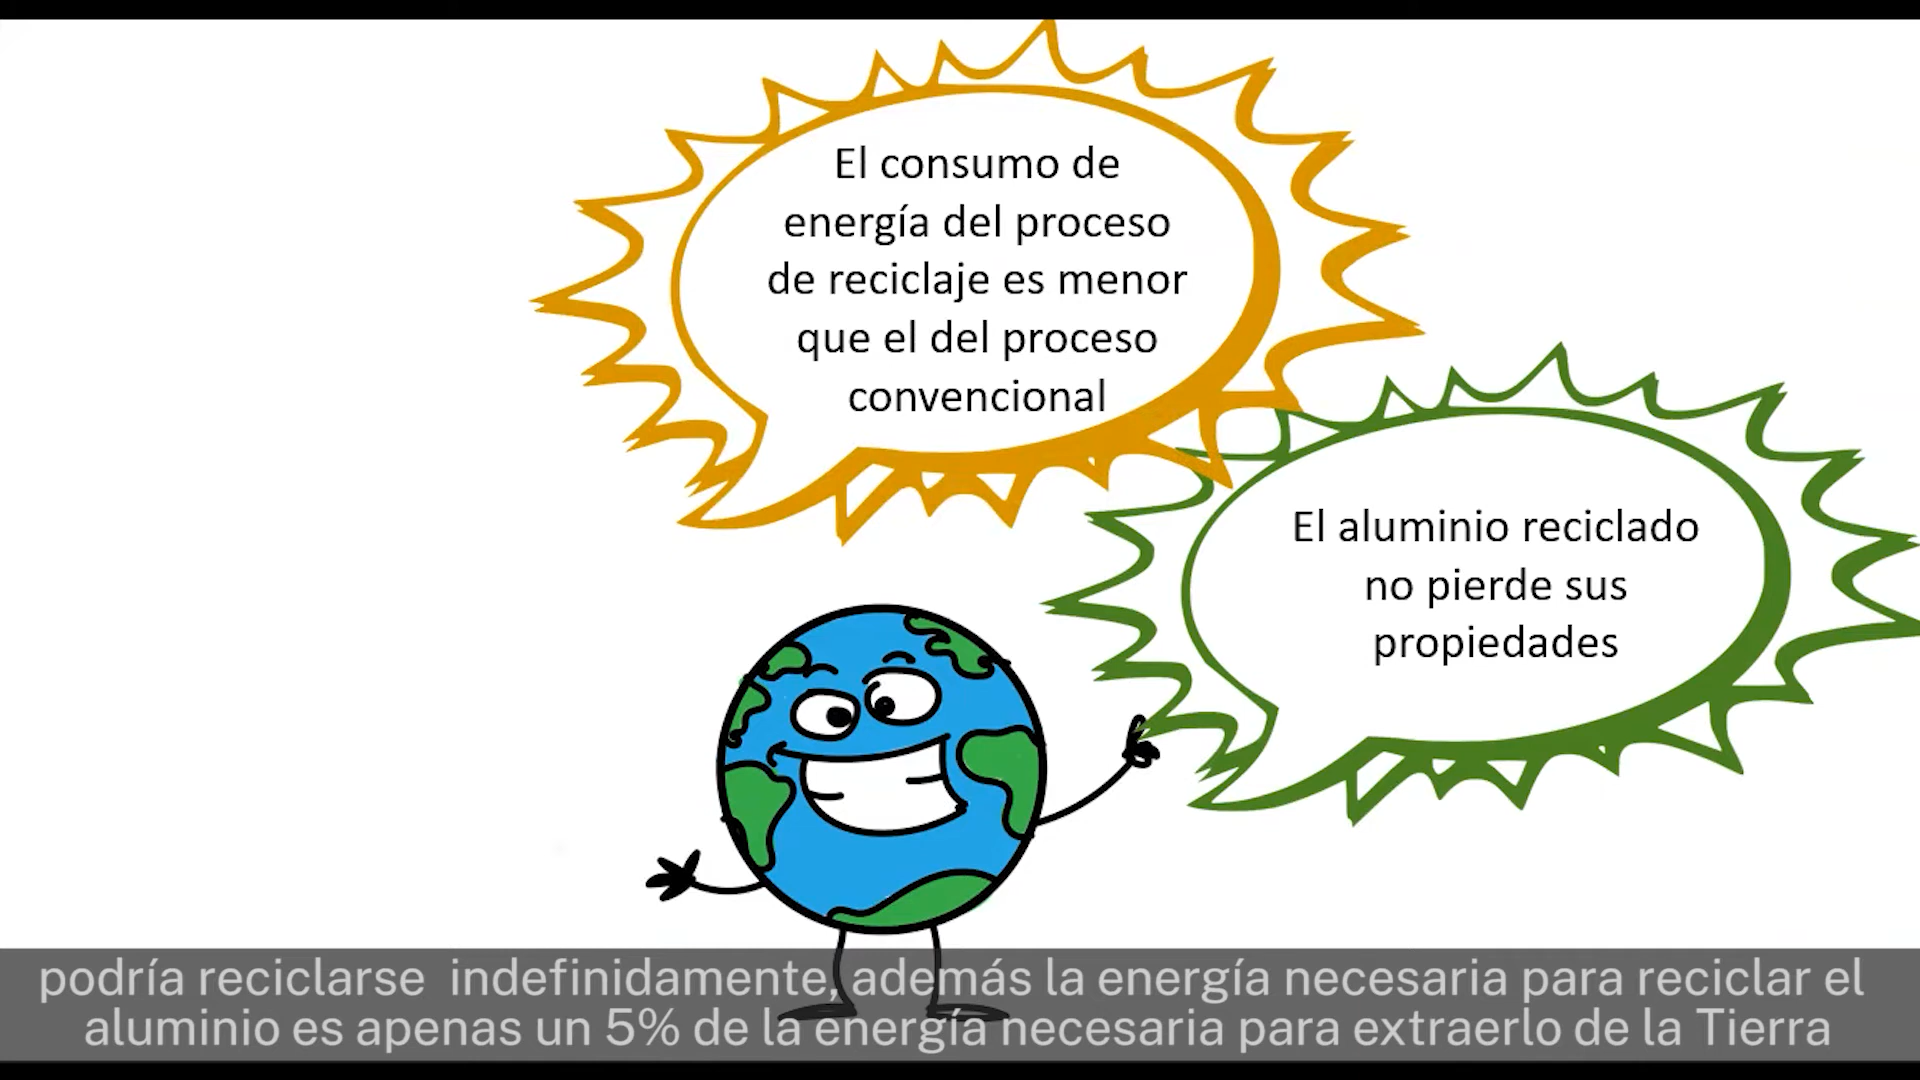 El consumo de
energía del proceso
de reciclaje es menor
que el del proceso
convencional
El aluminio reciclado
no pierde sus
propiedades
podría reciclarse  indefinidamente, además la energía necesaria para reciclar el
aluminio es apenas un 5% de la energía necesaria para extraerlo de la Tierra